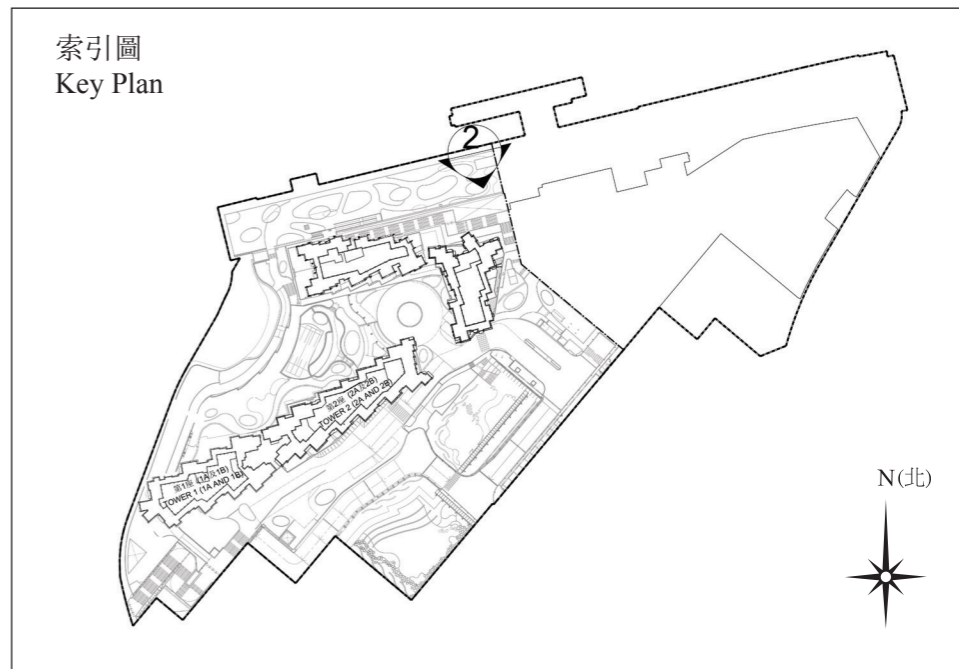 索引圖
Key Plan
2
第2座 (2A及2B)
TOWER 2 (2A AND 2B)
第1座 (1A及1B)
TOWER 1 (1A AND 1B)
N(北)